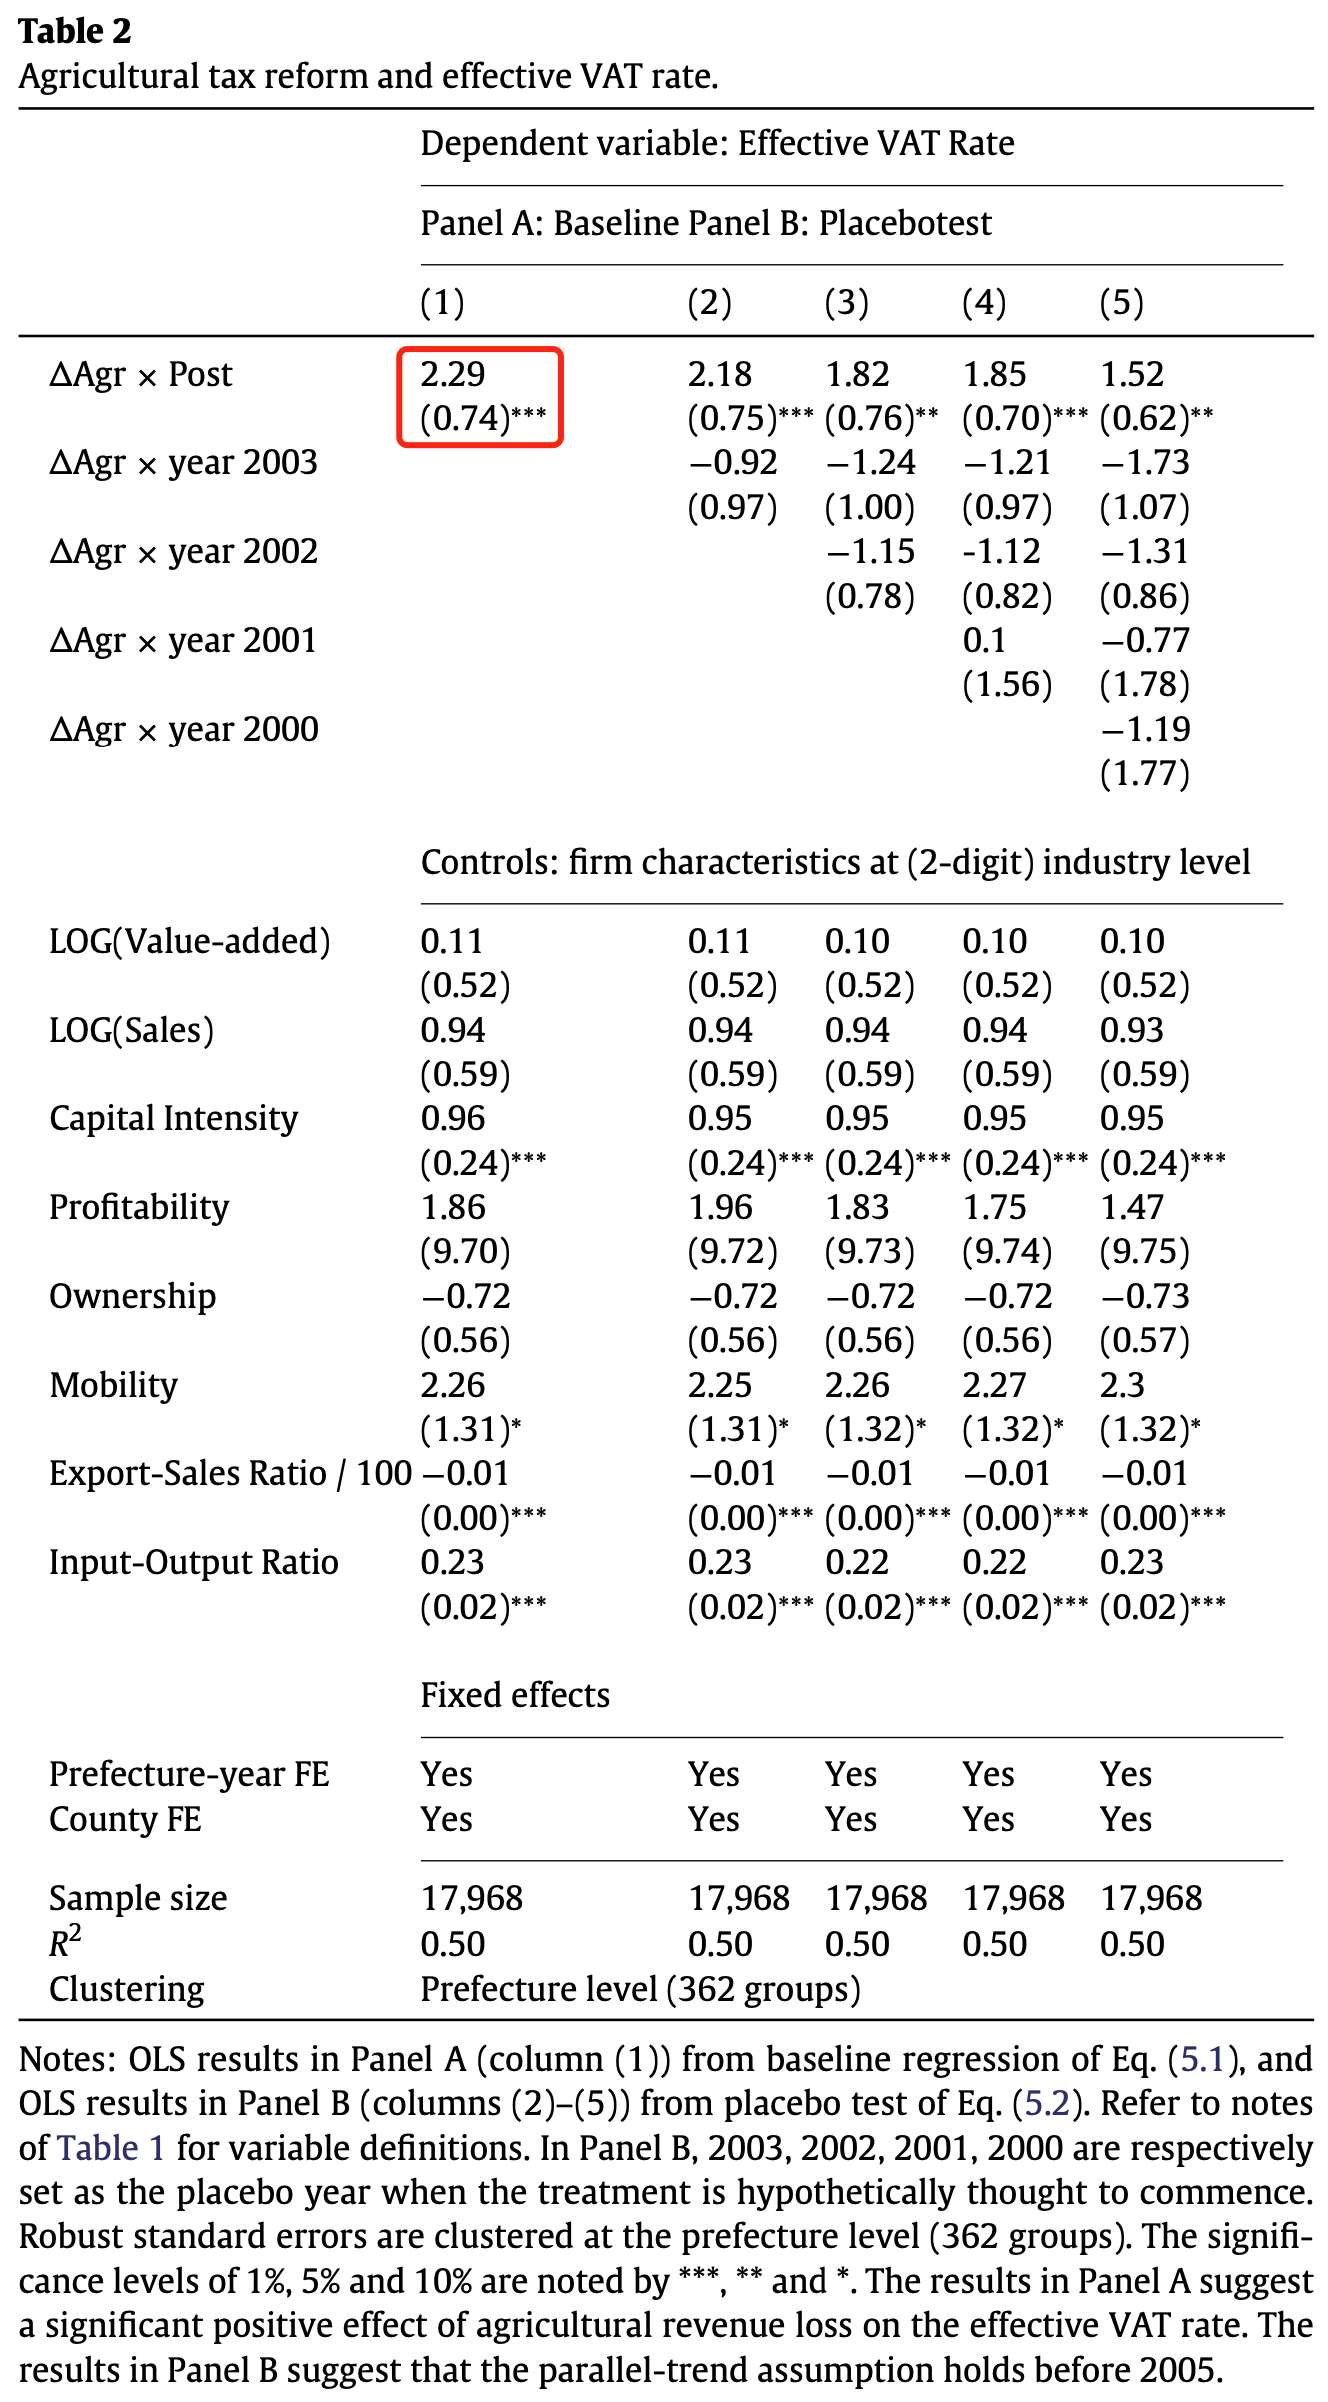 Table 2
Agricultural tax reform and effective VAT rate.
Dependent variable: Effective VAT Rate
Panel A: Baseline Panel B: Placebotest
(1) (2) (3) (4) (5)
ΔAgr × Post 2.29 2.18 1.82 1.85 1.52
(0.74)*** (0.75)*** (0.76)** (0.70)*** (0.62)**
ΔAgr × year 2003 −0.92 −1.24 −1.21 −1.73
(0.97) (1.00) (0.97) (1.07)
ΔAgr × year 2002 −1.15 -1.12 −1.31
(0.78) (0.82) (0.86)
ΔAgr × year 2001 0.1 −0.77
(1.56) (1.78)
ΔAgr × year 2000 −1.19
(1.77)
Controls: firm characteristics at (2-digit) industry level
LOG(Value-added) 0.11 0.11 0.10 0.10 0.10
(0.52) (0.52) (0.52) (0.52) (0.52)
LOG(Sales) 0.94 0.94 0.94 0.94 0.93
(0.59) (0.59) (0.59) (0.59) (0.59)
Capital Intensity 0.96 0.95 0.95 0.95 0.95
(0.24)*** (0.24)*** (0.24)*** (0.24)*** (0.24)***
Profitability 1.86 1.96 1.83 1.75 1.47
(9.70) (9.72) (9.73) (9.74) (9.75)
Ownership −0.72 −0.72 −0.72 −0.72 −0.73
(0.56) (0.56) (0.56) (0.56) (0.57)
Mobility 2.26 2.25 2.26 2.27 2.3
(1.31)* (1.31)* (1.32)* (1.32)* (1.32)*
Export-Sales Ratio / 100 −0.01 −0.01 −0.01 −0.01 −0.01
(0.00)*** (0.00)*** (0.00)*** (0.00)*** (0.00)***
Input-Output Ratio 0.23 0.23 0.22 0.22 0.23
(0.02)*** (0.02)*** (0.02)*** (0.02)*** (0.02)***
Fixed effects
Prefecture-year FE Yes Yes Yes Yes Yes
County FE Yes Yes Yes Yes Yes
Sample size 17,968 17,968 17,968 17,968 17,968
R² 0.50 0.50 0.50 0.50 0.50
Clustering Prefecture level (362 groups)
Notes: OLS results in Panel A (column (1)) from baseline regression of Eq. (5.1), and
OLS results in Panel B (columns (2)–(5)) from placebo test of Eq. (5.2). Refer to notes
of Table 1 for variable definitions. In Panel B, 2003, 2002, 2001, 2000 are respectively
set as the placebo year when the treatment is hypothetically thought to commence.
Robust standard errors are clustered at the prefecture level (362 groups). The signifi-
cance levels of 1%, 5% and 10% are noted by ***, ** and *. The results in Panel A suggest
a significant positive effect of agricultural revenue loss on the effective VAT rate. The
results in Panel B suggest that the parallel-trend assumption holds before 2005.